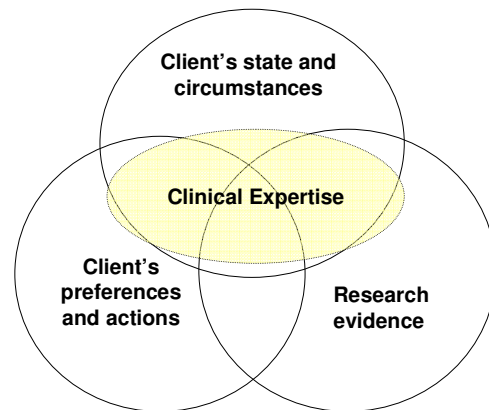 Client's state and
circumstances
Clinical Expertise
Client's
preferences
and actions
Research
evidence